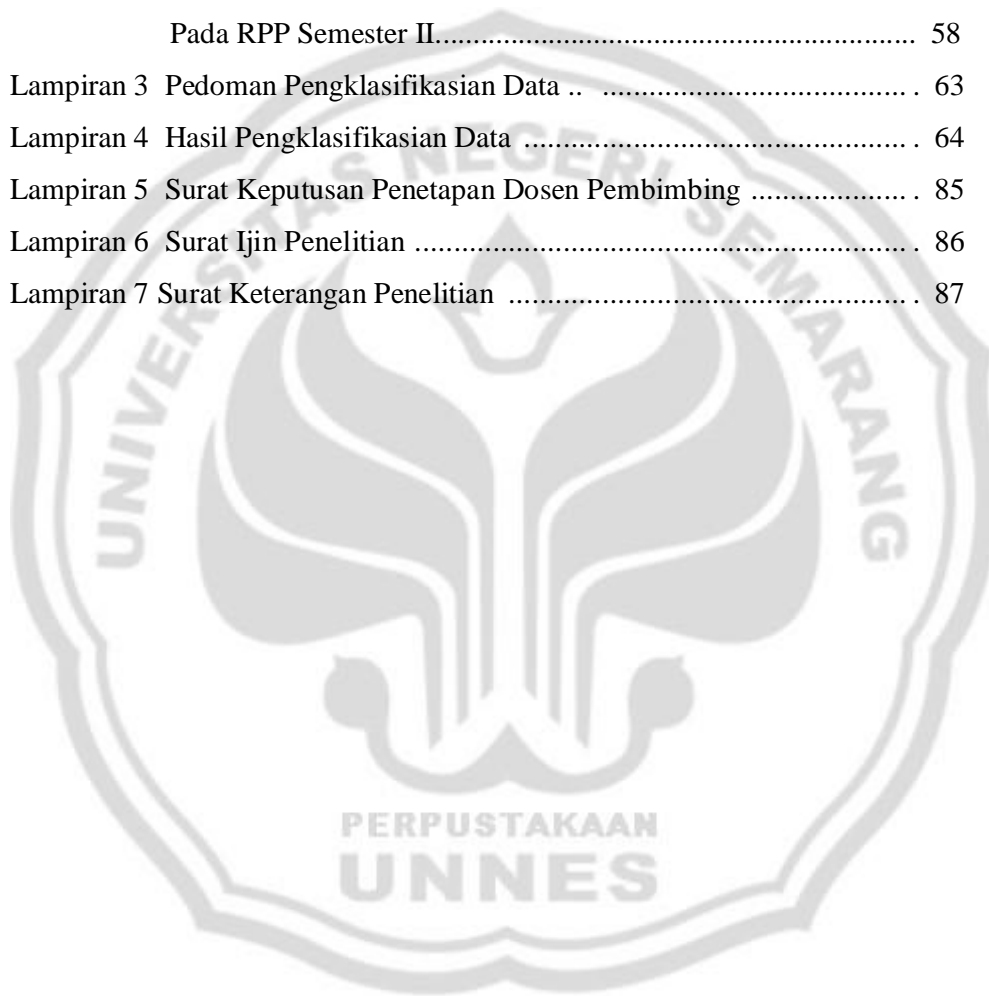 Pada RPP Semester II............................................................ 58
Lampiran 3 Pedoman Pengklasifikasian Data .. ...................................... . 63
Lampiran 4 Hasil Pengklasifikasian Data ................................................ . 64
Lampiran 5 Surat Keputusan Penetapan Dosen Pembimbing ................... . 85
Lampiran 6 Surat Ijin Penelitian .............................................................. . 86
Lampiran 7 Surat Keterangan Penelitian .................................................. . 87
UNIVERSITAS NEGERI SEMARANG
PERPUSTAKAAN
UNNES